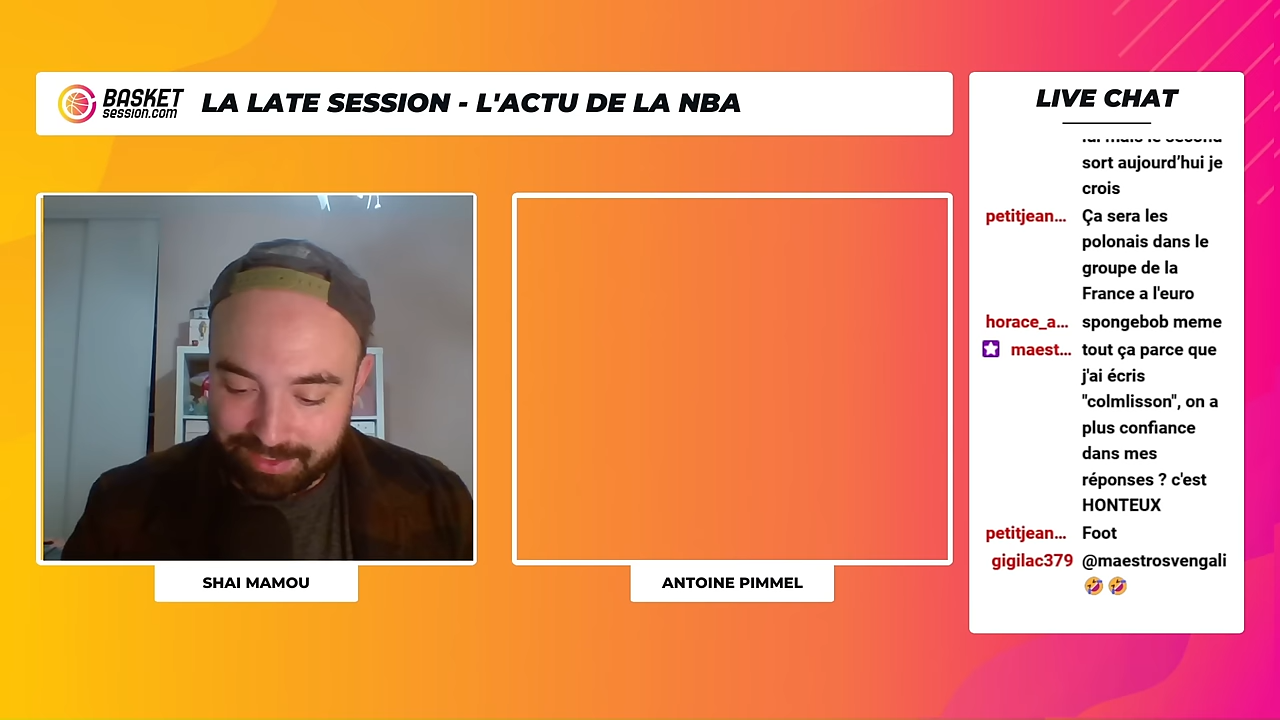 BASKET
session.com
LA LATE SESSION - L'ACTU DE LA NBA
SHAI MAMOU
ANTOINE PIMMEL
LIVE CHAT
sort aujourd'hui je
crois
petitjean... Ça sera les
polonais dans le
groupe de la
France a l'euro
horace_a... spongebob meme
maest... tout ça parce que
j'ai écris
"colmlisson", on a
plus confiance
dans mes
réponses ? c'est
HONTEUX
petitjean... Foot
gigilac379 @maestrosvengali
🤣 🤣